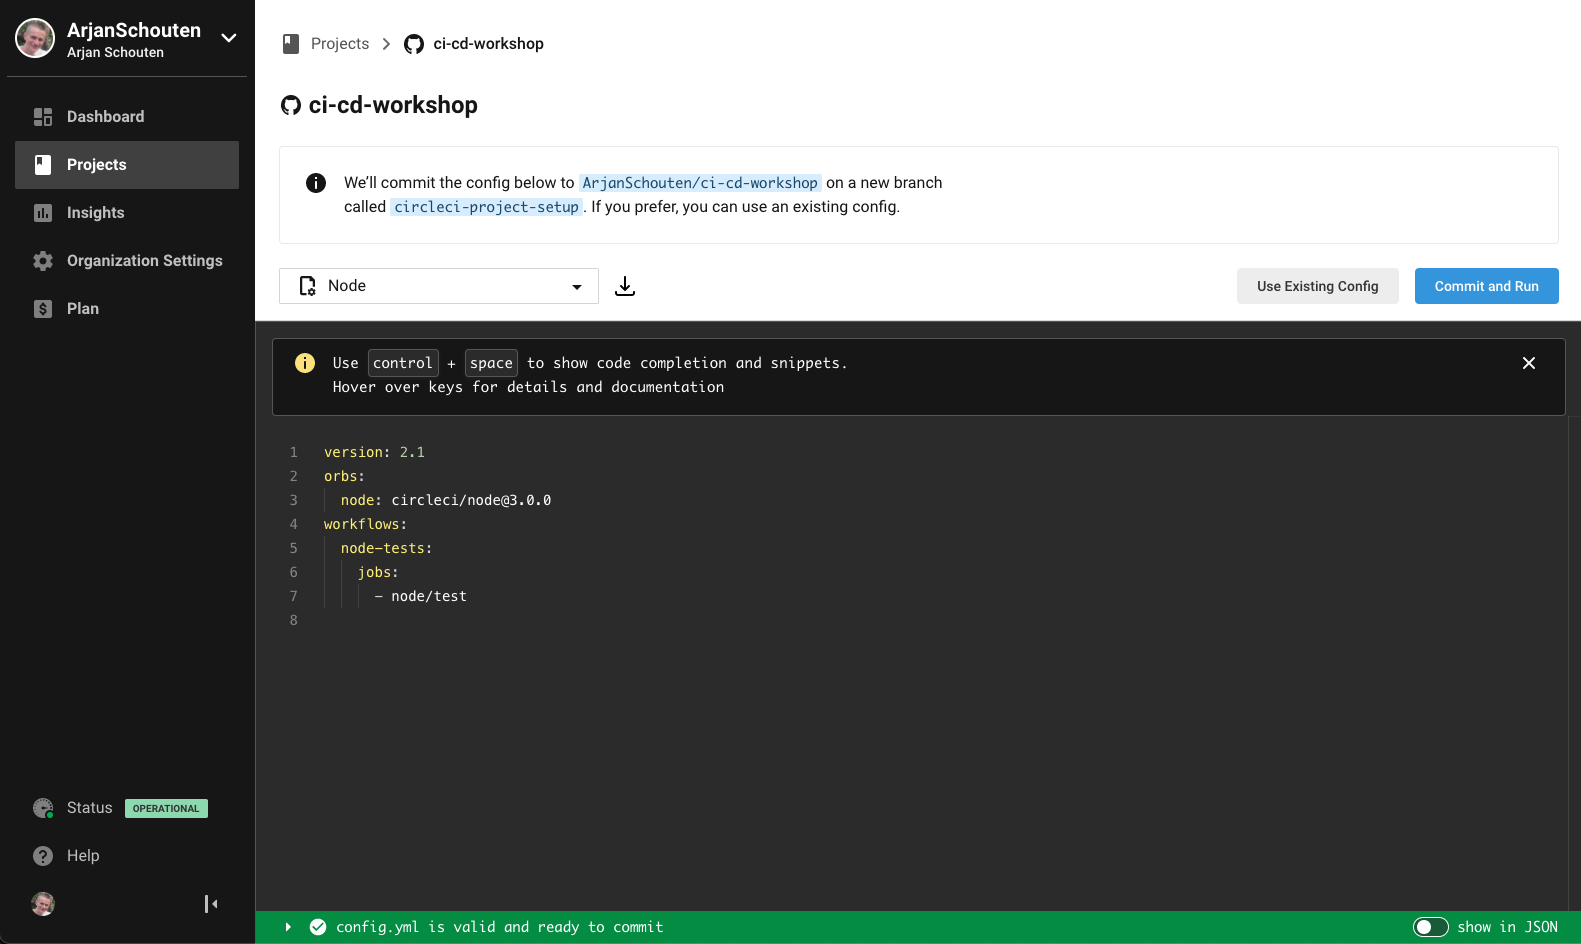 ArjanSchouten
Arjan Schouten
Dashboard
Projects
Insights
Organization Settings
Plan
Status OPERATIONAL
Help
Projects > ci-cd-workshop
ci-cd-workshop
We’ll commit the config below to ArjanSchouten/ci-cd-workshop on a new branch
called circleci-project-setup. If you prefer, you can use an existing config.
Node
Use Existing Config
Commit and Run
Use control + space to show code completion and snippets.
Hover over keys for details and documentation
1 version: 2.1
2 orbs:
3 node: circleci/node@3.0.0
4 workflows:
5 node-tests:
6 jobs:
7 - node/test
8
config.yml is valid and ready to commit
show in JSON